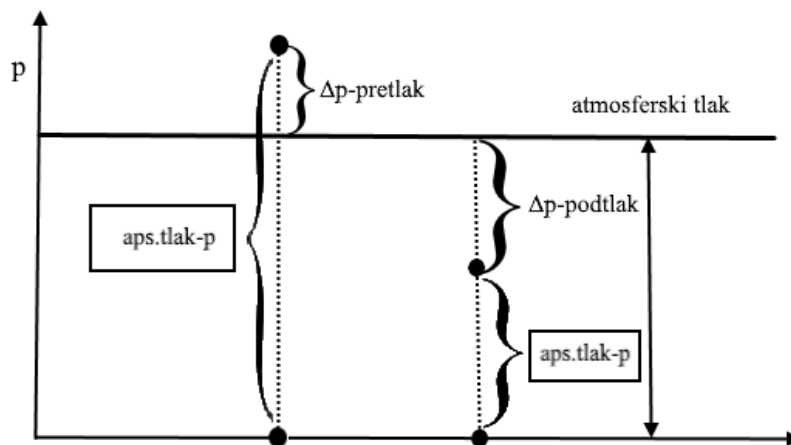 p
Δp-pretlak
atmosferski tlak
aps.tlak-p
Δp-podtlak
aps.tlak-p